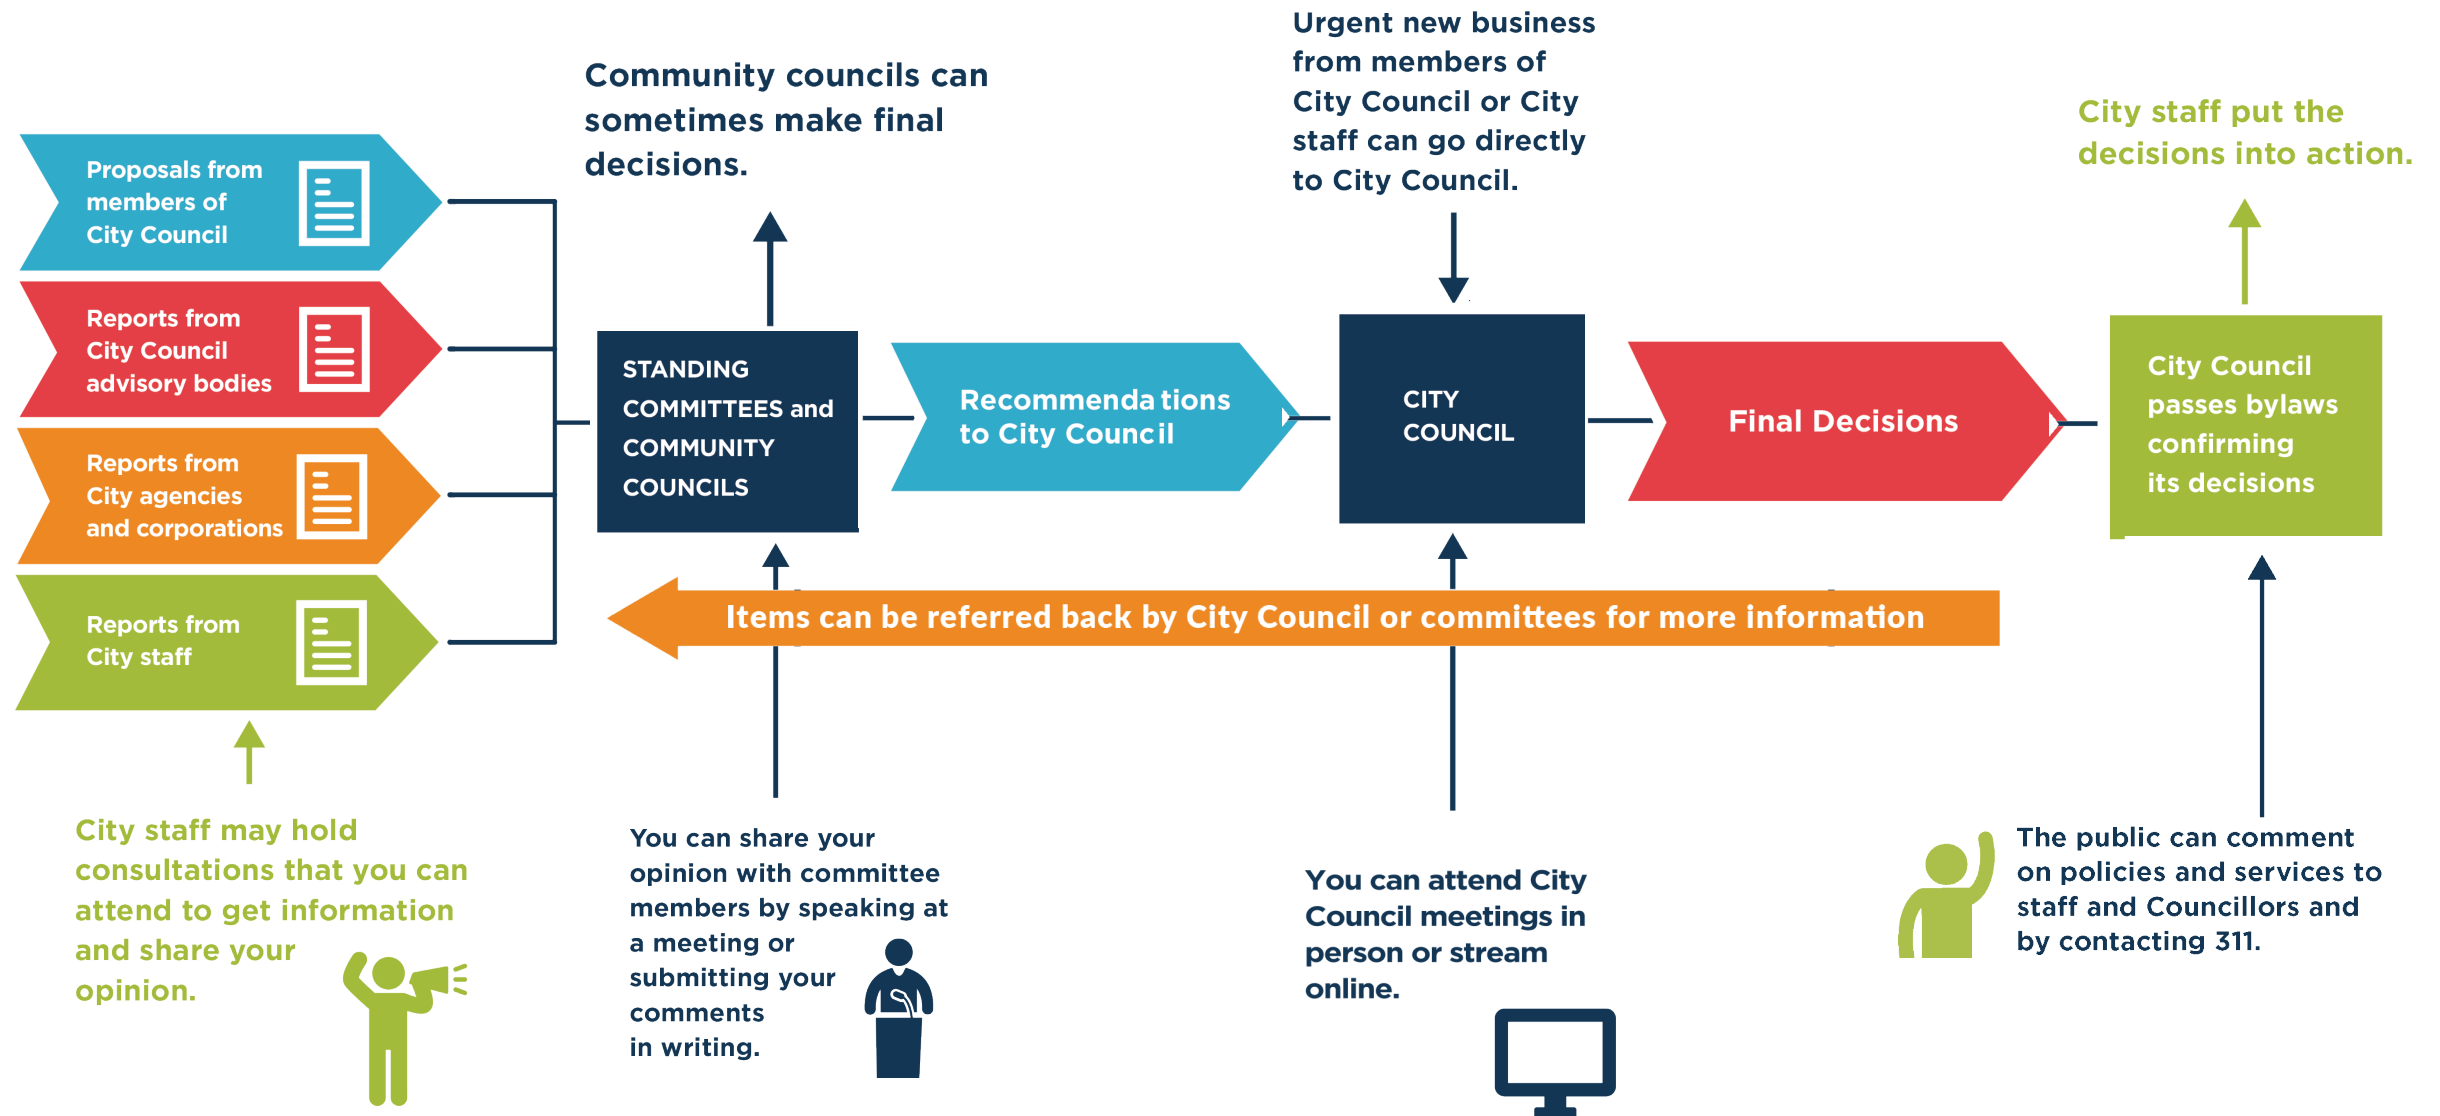 Proposals from
members of
City Council
Reports from
City Council
advisory bodies
Reports from
City agencies
and corporations
Reports from
City staff
City staff may hold
consultations that you can
attend to get information
and share your
opinion.
Community councils can
sometimes make final
decisions.
STANDING
COMMITTEES and
COMMUNITY
COUNCILS
You can share your
opinion with committee
members by speaking at
a meeting or
submitting your
comments
in writing.
Recommendations
to City Council
Urgent new business
from members of
City Council or City
staff can go directly
to City Council.
CITY
COUNCIL
Items can be referred back by City Council or committees for more information
You can attend City
Council meetings in
person or stream
online.
Final Decisions
City staff put the
decisions into action.
City Council
passes bylaws
confirming
its decisions
The public can comment
on policies and services to
staff and Councillors and
by contacting 311.